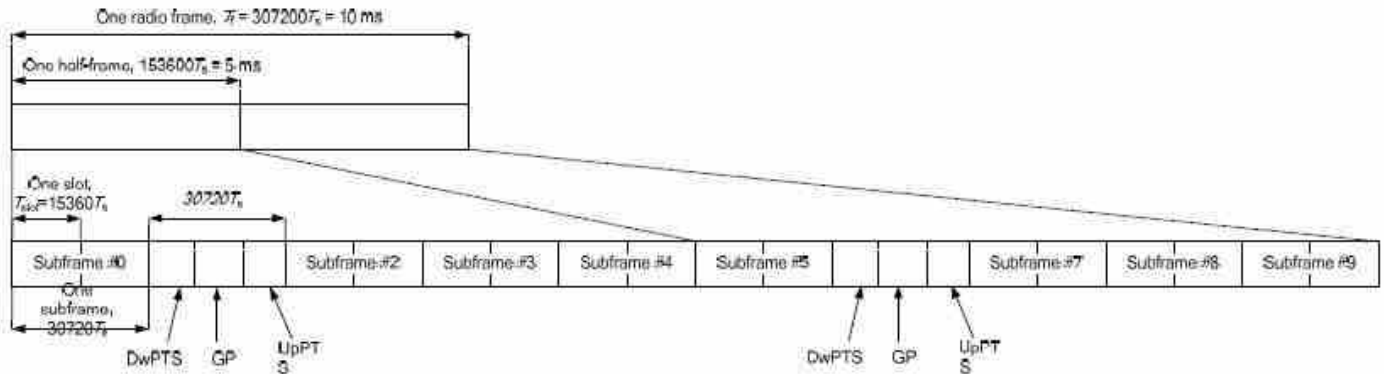 One radio frame, Tf = 307200Ts = 10 ms
One half-frame, 153600Ts = 5 ms
One slot,
Tslot=15360Ts
30720Ts
Subframe #0
Subframe #2
Subframe #3
Subframe #4
Subframe #5
Subframe #7
Subframe #8
Subframe #9
One
subframe,
30720Ts
DwPTS
GP
UpPT
S
DwPTS
GP
UpPT
S